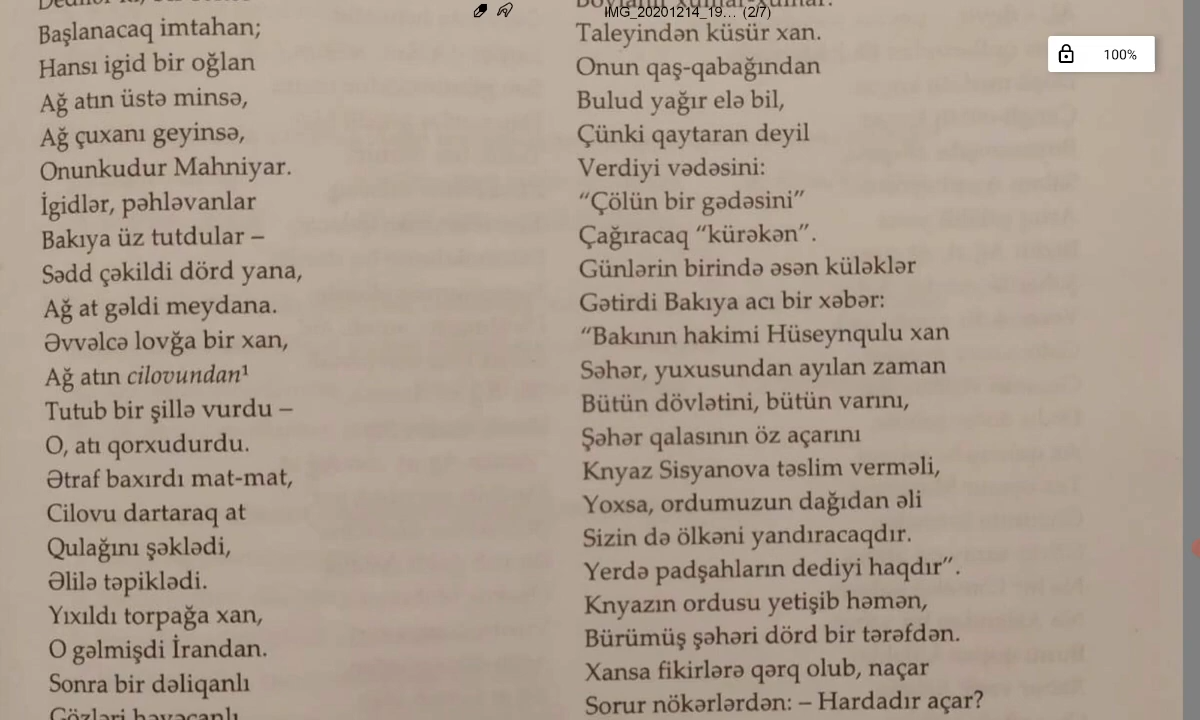 IMG_20201214_19... (2/7)
100%
Başlanacaq imtahan;
Hansı igid bir oğlan
Ağ atın üstə minsə,
Ağ çuxanı geyinsə,
Onunkudur Mahniyar.
İgidlər, pəhləvanlar
Bakıya üz tutdular –
Sədd çəkildi dörd yana,
Ağ at gəldi meydana.
Əvvəlcə lovğa bir xan,
Ağ atın cilovundan¹
Tutub bir şillə vurdu –
O, atı qorxudurdu.
Ətraf baxırdı mat-mat,
Cilovu dartaraq at
Qulağını şəklədi,
Əlilə təpiklədi.
Yıxıldı torpağa xan,
O gəlmişdi İrandan.
Sonra bir dəliqanlı
Gözləri həyəcanlı
Taleyindən küsür xan.
Onun qaş-qabağından
Bulud yağır elə bil,
Çünki qaytaran deyil
Verdiyi vədəsini:
“Çölün bir gədəsini”
Çağıracaq “kürəkən”.
Günlərin birində əsən küləklər
Gətirdi Bakıya acı bir xəbər:
“Bakının hakimi Hüseynqulu xan
Səhər, yuxusundan ayılan zaman
Bütün dövlətini, bütün varını,
Şəhər qalasının öz açarını
Knyaz Sisyanova təslim verməli,
Yoxsa, ordumuzun dağıdan əli
Sizin də ölkəni yandıracaqdır.
Yerdə padşahların dediyi haqdır”.
Knyazın ordusu yetişib həmən,
Bürümüş şəhəri dörd bir tərəfdən.
Xansa fikirlərə qərq olub, naçar
Sorur nökərlərdən: – Hardadır açar?